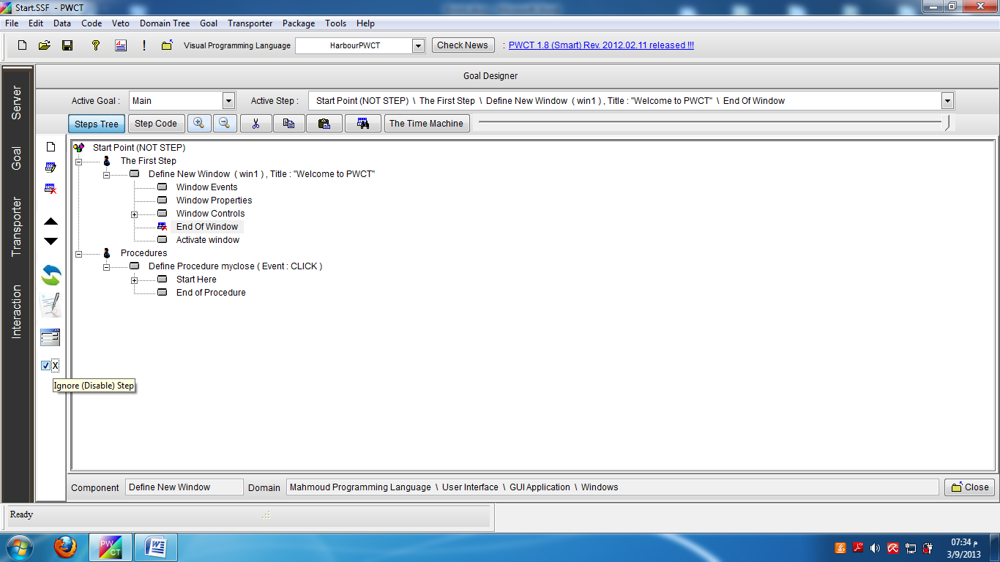 Start.SSF - PWCT
File Edit Data Code Veto Domain Tree Goal Transporter Package Tools Help
Visual Programming Language HarbourPWCT Check News : PWCT 1.8 (Smart) Rev. 2012.02.11 released !!!
Goal Designer
Server
Goal
Transporter
Interaction
Active Goal : Main Active Step : Start Point (NOT STEP) \ The First Step \ Define New Window ( win1 ) , Title : "Welcome to PWCT" \ End Of Window
Steps Tree Step Code The Time Machine
Start Point (NOT STEP)
The First Step
Define New Window ( win1 ) , Title : "Welcome to PWCT"
Window Events
Window Properties
Window Controls
End Of Window
Activate window
Procedures
Define Procedure myclose ( Event : CLICK )
Start Here
End of Procedure
X
Ignore (Disable) Step
Component Define New Window Domain Mahmoud Programming Language \ User Interface \ GUI Application \ Windows Close
Ready
PW
CT
07:34 م
3/9/2013